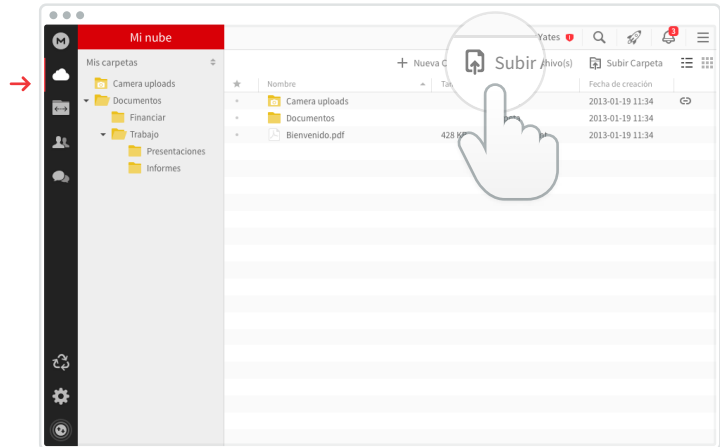 Mi nube
Yates
3
Mis carpetas
Nueva
Subir
Subir Carpeta
Camera uploads
Nombre
Fecha de creación
Documentos
Camera uploads
2013-01-19 11:34
Financiar
Documentos
2013-01-19 11:34
Trabajo
Bienvenido.pdf
428 KB
2013-01-19 11:34
Presentaciones
Informes